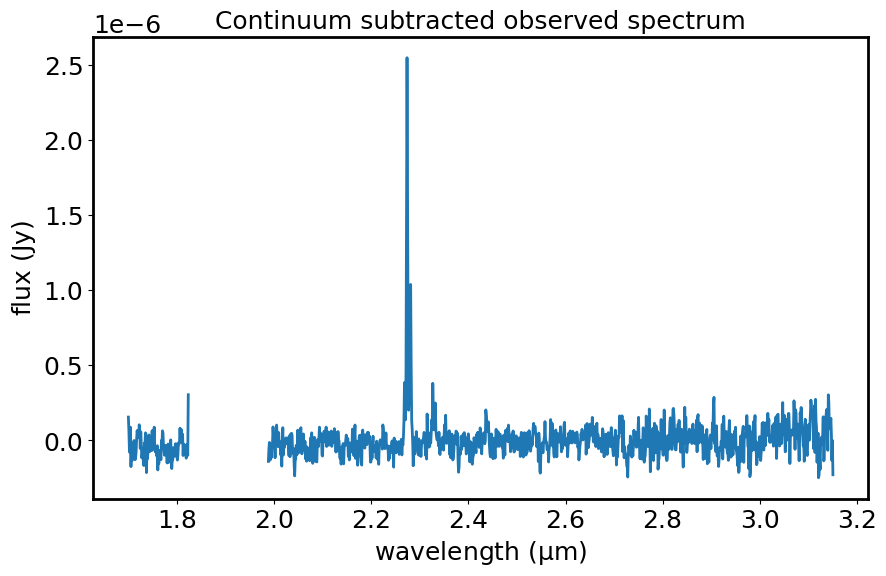 Continuum subtracted observed spectrum
1e−6
2.5
2.0
1.5
1.0
0.5
0.0
flux (Jy)
1.8 2.0 2.2 2.4 2.6 2.8 3.0 3.2
wavelength (μm)